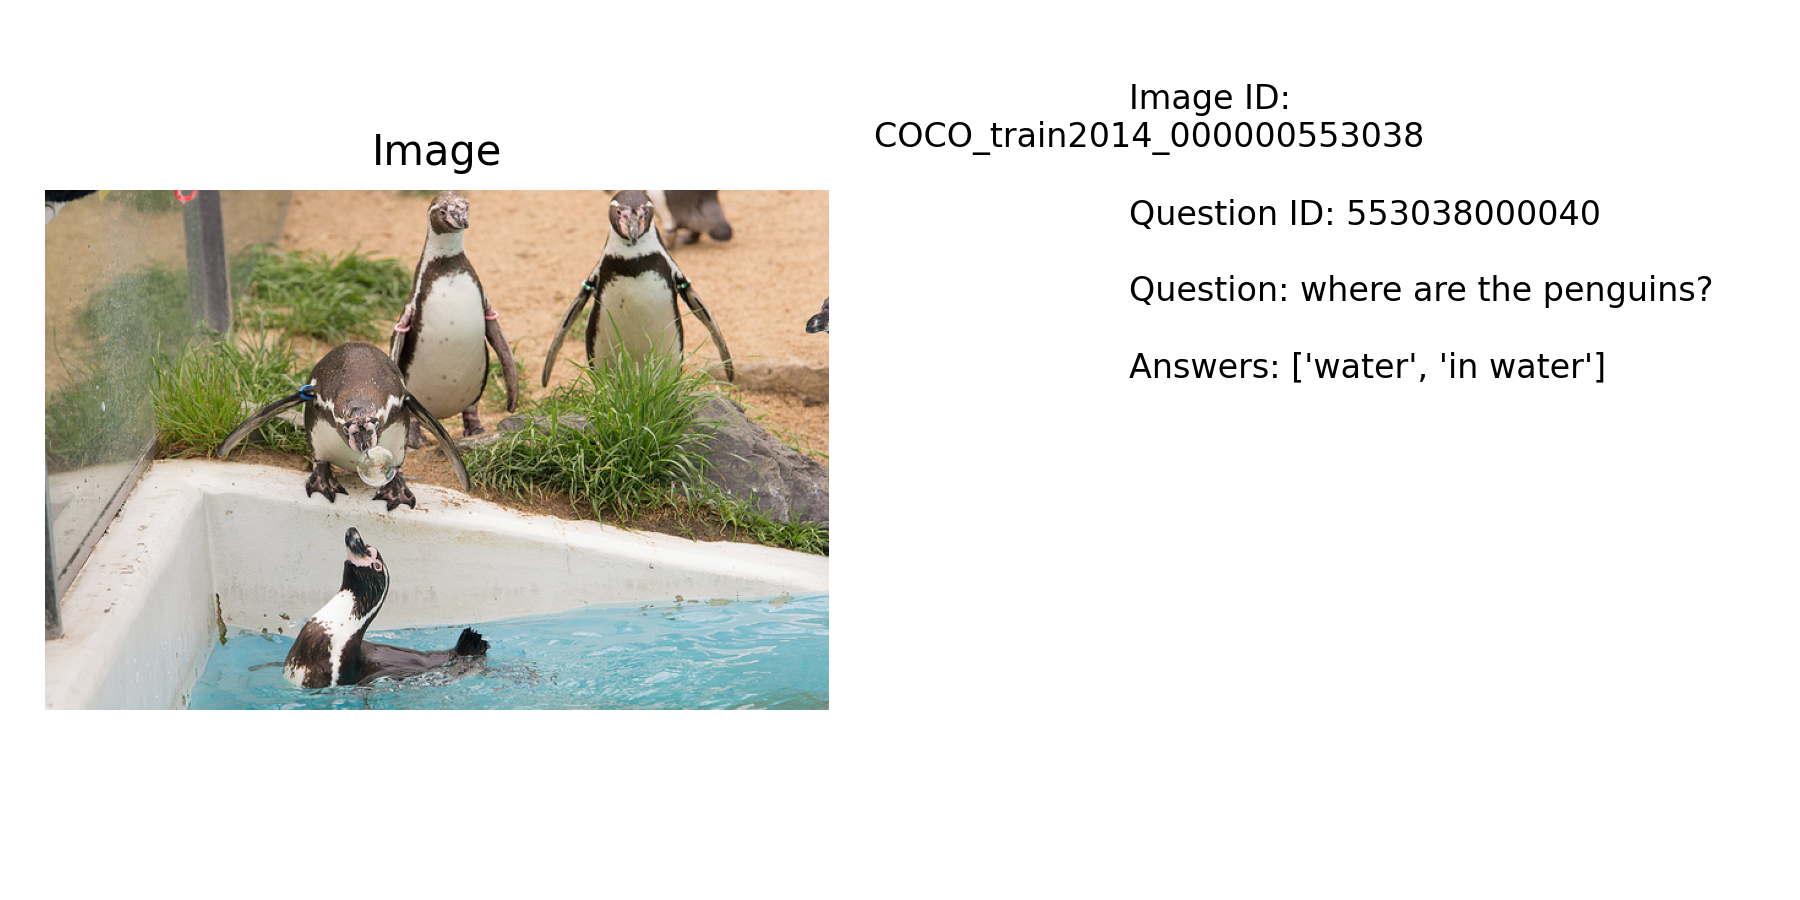 Image
Image ID:
COCO_train2014_000000553038
Question ID: 553038000040
Question: where are the penguins?
Answers: ['water', 'in water']